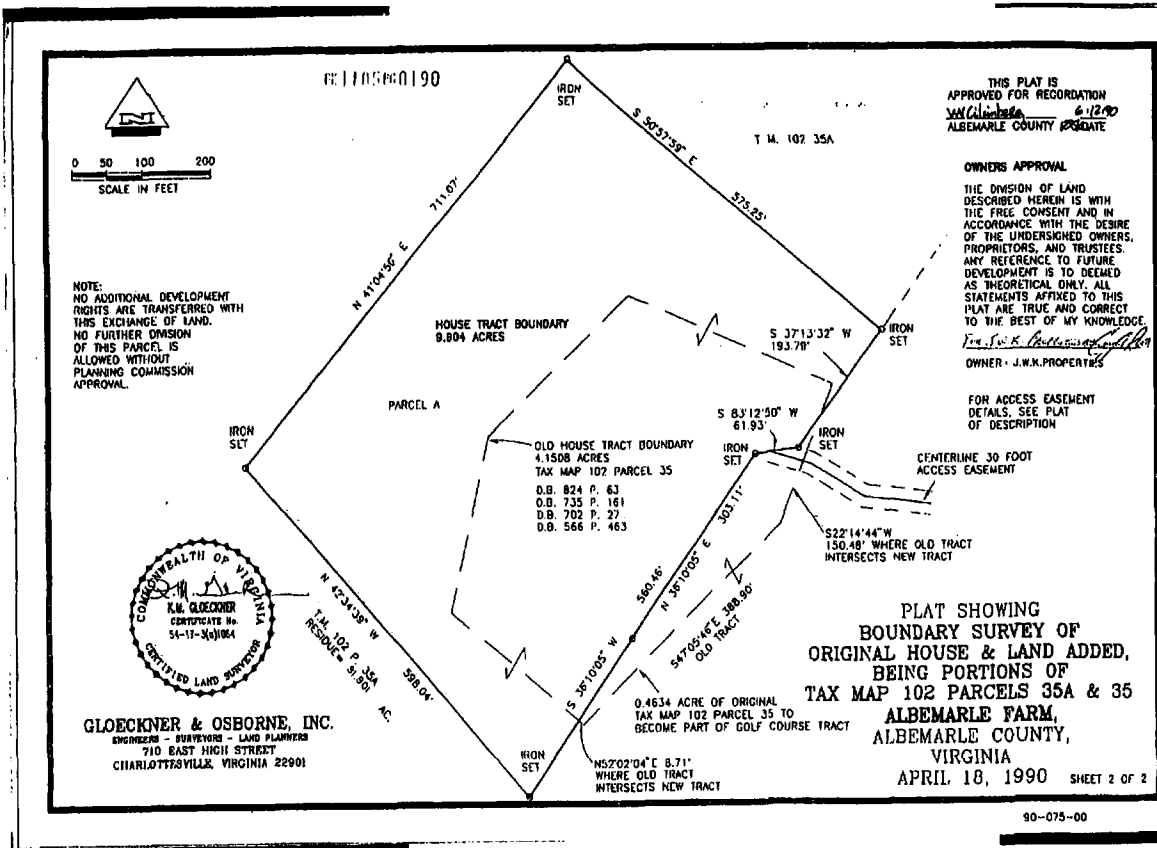 0190
IRON
SET
N
0 50 100 200
SCALE IN FEET
S 50°57'59" E
575.25'
T M. 102 35A
THIS PLAT IS
APPROVED FOR RECORDATION
ALBEMARLE COUNTY DATE
OWNERS APPROVAL
THE DIVISION OF LAND
DESCRIBED HEREIN IS WITH
THE FREE CONSENT AND IN
ACCORDANCE WITH THE DESIRE
OF THE UNDERSIGNED OWNERS,
PROPRIETORS, AND TRUSTEES.
ANY REFERENCE TO FUTURE
DEVELOPMENT IS TO DEEMED
AS THEORETICAL ONLY. ALL
STATEMENTS AFFIXED TO THIS
PLAT ARE TRUE AND CORRECT
TO THE BEST OF MY KNOWLEDGE.
OWNER: J.W.K.PROPERTIES
FOR ACCESS EASEMENT
DETAILS, SEE PLAT
OF DESCRIPTION
711.07'
N 41°04'50" E
NOTE:
NO ADDITIONAL DEVELOPMENT
RIGHTS ARE TRANSFERRED WITH
THIS EXCHANGE OF LAND.
NO FURTHER DIVISION
OF THIS PARCEL IS
ALLOWED WITHOUT
PLANNING COMMISSION
APPROVAL.
HOUSE TRACT BOUNDARY
9.804 ACRES
PARCEL A
S 37°13'32" W
193.79'
IRON
SET
S 83°12'50" W
61.93'
IRON
SET
IRON
SET
IRON
SET
OLD HOUSE TRACT BOUNDARY
4.1508 ACRES
TAX MAP 102 PARCEL 35
D.B. 824 P. 63
D.B. 735 P. 161
D.B. 702 P. 27
D.B. 566 P. 463
CENTERLINE 30 FOOT
ACCESS EASEMENT
303.11'
N 36°10'05" E
560.46'
S 36°10'05" W
S22°14'44"W
150.48' WHERE OLD TRACT
INTERSECTS NEW TRACT
S47°05'46"E 388.90'
OLD TRACT
COMMONWEALTH OF VIRGINIA
K.M. GLOECKNER
CERTIFICATE No.
CERTIFIED LAND SURVEYOR
N 42°34'39" W
598.04'
T.M. 102 P. 35A
RESIDUE= 91.901 AC.
0.4634 ACRE OF ORIGINAL
TAX MAP 102 PARCEL 35 TO
BECOME PART OF GOLF COURSE TRACT
N52°02'04"E 8.71'
WHERE OLD TRACT
INTERSECTS NEW TRACT
IRON
SET
GLOECKNER & OSBORNE, INC.
ENGINEERS - SURVEYORS - LAND PLANNERS
710 EAST HIGH STREET
CHARLOTTESVILLE, VIRGINIA 22901
PLAT SHOWING
BOUNDARY SURVEY OF
ORIGINAL HOUSE & LAND ADDED,
BEING PORTIONS OF
TAX MAP 102 PARCELS 35A & 35
ALBEMARLE FARM,
ALBEMARLE COUNTY,
VIRGINIA
APRIL 18, 1990 SHEET 2 OF 2
90-075-00